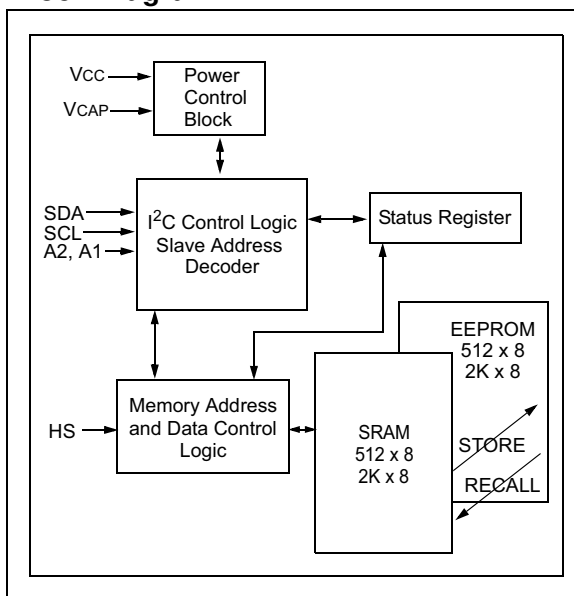 VCC
VCAP
Power
Control
Block
SDA
SCL
A2, A1
I²C Control Logic
Slave Address
Decoder
Status Register
EEPROM
512 x 8
2K x 8
HS
Memory Address
and Data Control
Logic
SRAM
512 x 8
2K x 8
STORE
RECALL